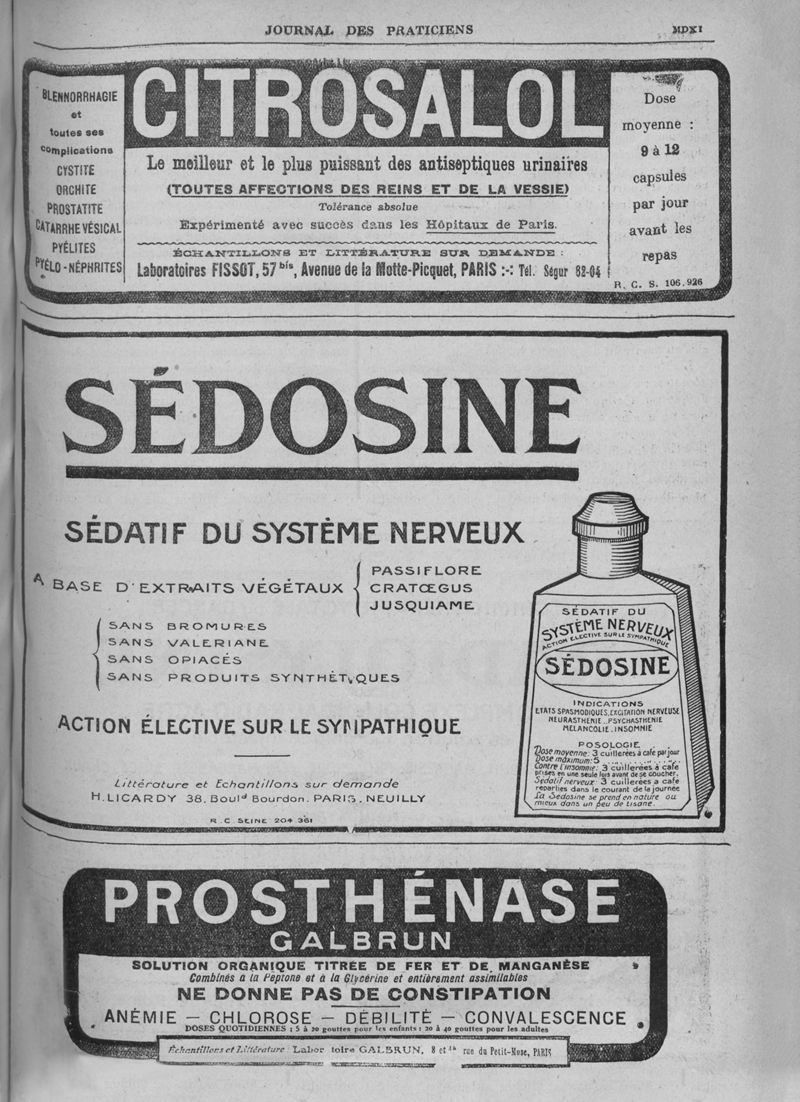 JOURNAL DES PRATICIENS MDXI
BLENNORRHAGIE
et
toutes ses
complications
CYSTITE
ORCHITE
PROSTATITE
CATARRHE VÉSICAL
PYÉLITES
PYÉLO-NÉPHRITES
CITROSALOL
Le meilleur et le plus puissant des antiseptiques urinaires
(TOUTES AFFECTIONS DES REINS ET DE LA VESSIE)
Tolérance absolue
Expérimenté avec succès dans les Hôpitaux de Paris.
ÉCHANTILLONS ET LITTÉRATURE SUR DEMANDE :
Laboratoires FISSOT, 57 bis, Avenue de la Motte-Picquet, PARIS :-: Tél. Ségur 82-04
Dose
moyenne :
9 à 12
capsules
par jour
avant les
repas
R. C. S. 106.926
SÉDOSINE
SÉDATIF DU SYSTÈME NERVEUX
A BASE D'EXTRAITS VÉGÉTAUX
PASSIFLORE
CRATŒGUS
JUSQUIAME
SANS BROMURES
SANS VALERIANE
SANS OPIACÉS
SANS PRODUITS SYNTHÉTIQUES
ACTION ÉLECTIVE SUR LE SYMPATHIQUE
Littérature et Echantillons sur demande
H. LICARDY 38, Bould Bourdon. PARIS. NEUILLY
R.C. SEINE 204 361
SÉDATIF DU
SYSTÈME NERVEUX
ACTION ELECTIVE SUR LE SYMPATHIQUE
SÉDOSINE
INDICATIONS
ETATS SPASMODIQUES, EXCITATION NERVEUSE
NEURASTHENIE..PSYCHASTHENIE
MELANCOLIE.INSOMNIE
POSOLOGIE
Dose moyenne: 3 cuillerées à café par jour
Dose maximum: 5
Contre l'insomnie: 3 cuillerées à café
prises en une seule fois avant de se coucher.
Sédatif nerveux: 3 cuillerées a café
reparties dans le courant de la journée
La Sedosine se prend en nature ou
mieux dans un peu de tisane.
PROSTHÉNASE
GALBRUN
SOLUTION ORGANIQUE TITRÉE DE FER ET DE MANGANÈSE
Combinés à la Peptone et à la Glycérine et entièrement assimilables
NE DONNE PAS DE CONSTIPATION
ANÉMIE — CHLOROSE — DÉBILITÉ — CONVALESCENCE
DOSES QUOTIDIENNES : 5 à 20 gouttes pour les enfants : 20 à 40 gouttes pour les adultes
Échantillons et Littérature : Labor toire GALBRUN, 8 et rue du Petit-Musc, PARIS